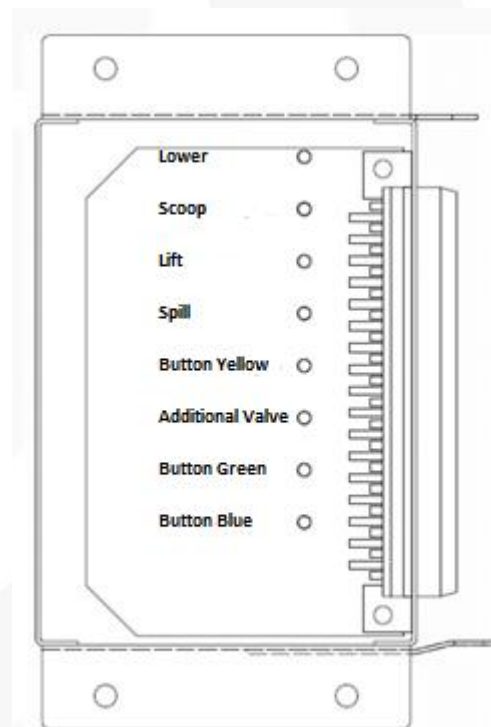 Lower
Scoop
Lift
Spill
Button Yellow
Additional Valve
Button Green
Button Blue